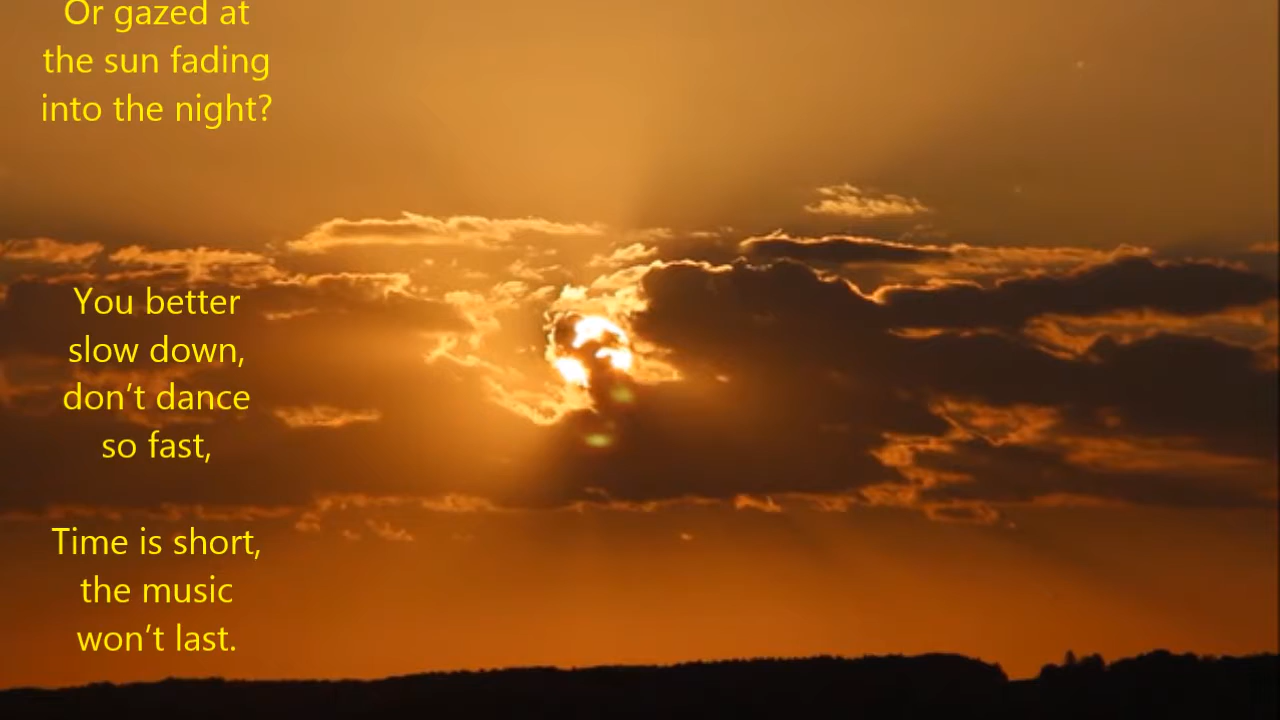 Or gazed at
the sun fading
into the night?
You better
slow down,
don’t dance
so fast,
Time is short,
the music
won’t last.